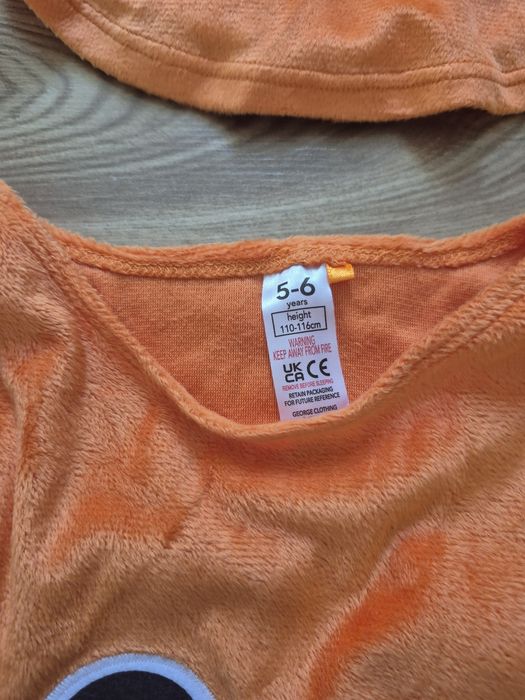 5-6
years
height
110-116cm
WARNING
KEEP AWAY FROM FIRE
UK
CA CE
REMOVE BEFORE SLEEPING
RETAIN PACKAGING
FOR FUTURE REFERENCE
GEORGE CLOTHING